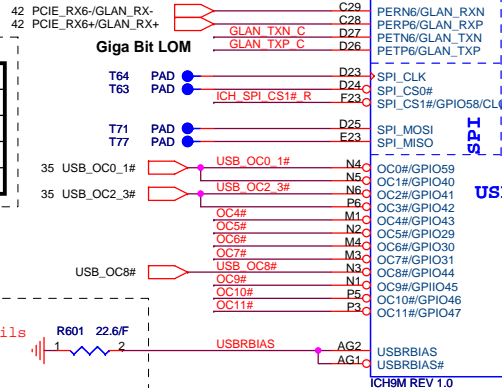 42 PCIE_RX6-/GLAN_RX- C29 PERN6/GLAN_RXN
42 PCIE_RX6+/GLAN_RX+ C28 PERP6/GLAN_RXP
GLAN_TXN_C D27 PETN6/GLAN_TXN
Giga Bit LOM GLAN_TXP_C D26 PETP6/GLAN_TXP
T64 PAD D23 SPI_CLK
T63 PAD D24 SPI_CS0#
ICH_SPI_CS1#_R F23 SPI_CS1#/GPIO58/CL
SPI
T71 PAD D25 SPI_MOSI
T77 PAD E23 SPI_MISO
35 USB_OC0_1# USB_OC0_1# N4 OC0#/GPIO59
N5 OC1#/GPIO40
35 USB_OC2_3# USB_OC2_3# N6 OC2#/GPIO41
US
P6 OC3#/GPIO42
OC4# M1 OC4#/GPIO43
OC5# N2 OC5#/GPIO29
OC6# M4 OC6#/GPIO30
OC7# M3 OC7#/GPIO31
USB_OC8# USB_OC8# N3 OC8#/GPIO44
OC9# N1 OC9#/GPIIO45
OC10# P5 OC10#/GPIO46
OC11# P3 OC11#/GPIO47
ils
R601 22.6/F
1 2 USBRBIAS AG2 USBRBIAS
AG1 USBRBIAS#
ICH9M REV 1.0